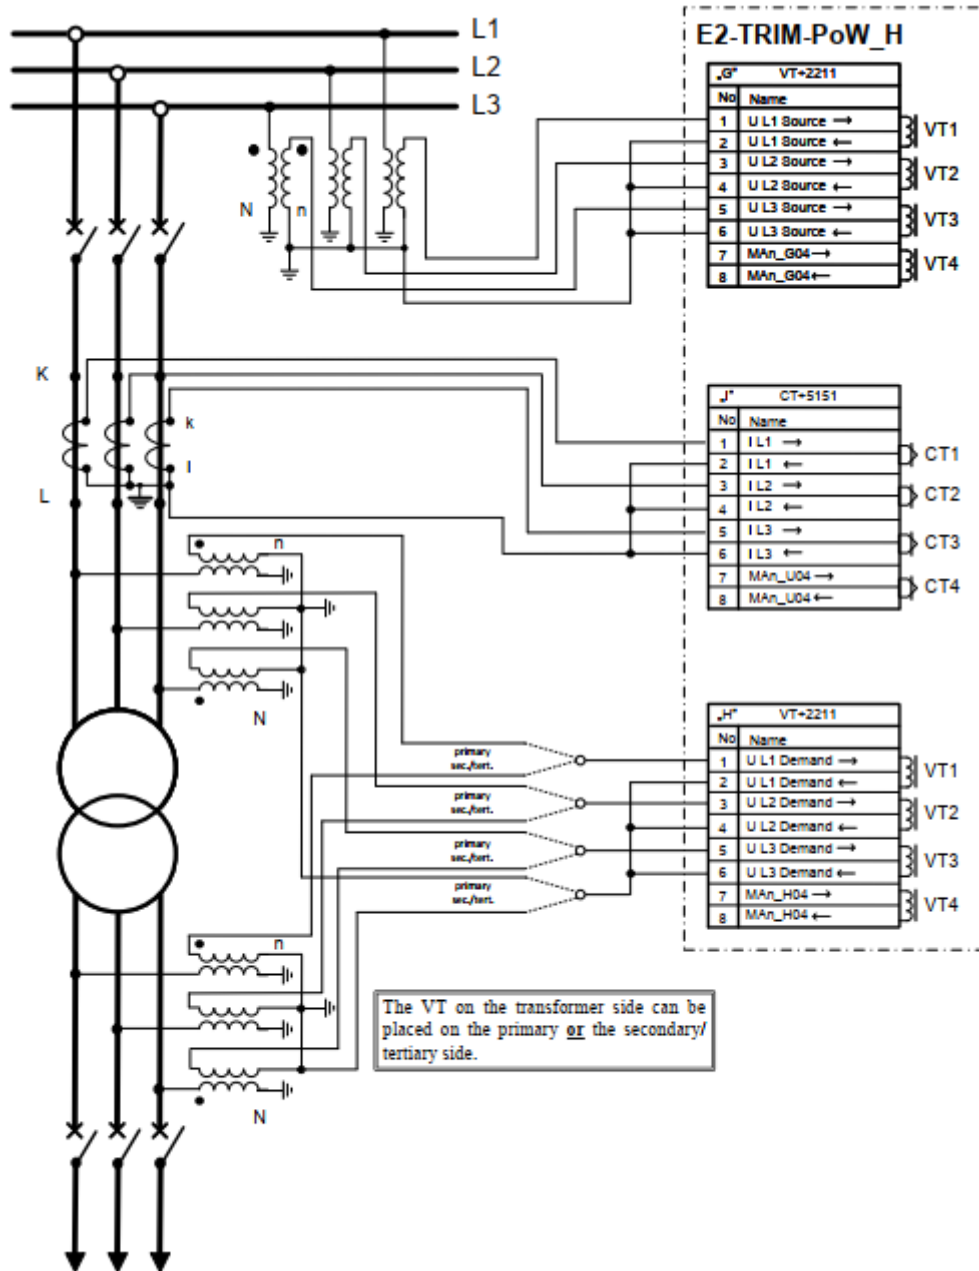 L1
L2
L3
E2-TRIM-PoW_H
„G" VT+2211
No Name
1 U L1 Source →
2 U L1 Source ←
3 U L2 Source →
4 U L2 Source ←
5 U L3 Source →
6 U L3 Source ←
7 MAn_G04 →
8 MAn_G04 ←
VT1
VT2
VT3
VT4
N
n
K
k
l
L
„J" CT+5151
No Name
1 I L1 →
2 I L1 ←
3 I L2 →
4 I L2 ←
5 I L3 →
6 I L3 ←
7 MAn_U04 →
8 MAn_U04 ←
CT1
CT2
CT3
CT4
n
N
primary
sec./tert.
primary
sec./tert.
primary
sec./tert.
primary
sec./tert.
„H" VT+2211
No Name
1 U L1 Demand →
2 U L1 Demand ←
3 U L2 Demand →
4 U L2 Demand ←
5 U L3 Demand →
6 U L3 Demand ←
7 MAn_H04 →
8 MAn_H04 ←
VT1
VT2
VT3
VT4
n
N
The VT on the transformer side can be
placed on the primary or the secondary/
tertiary side.